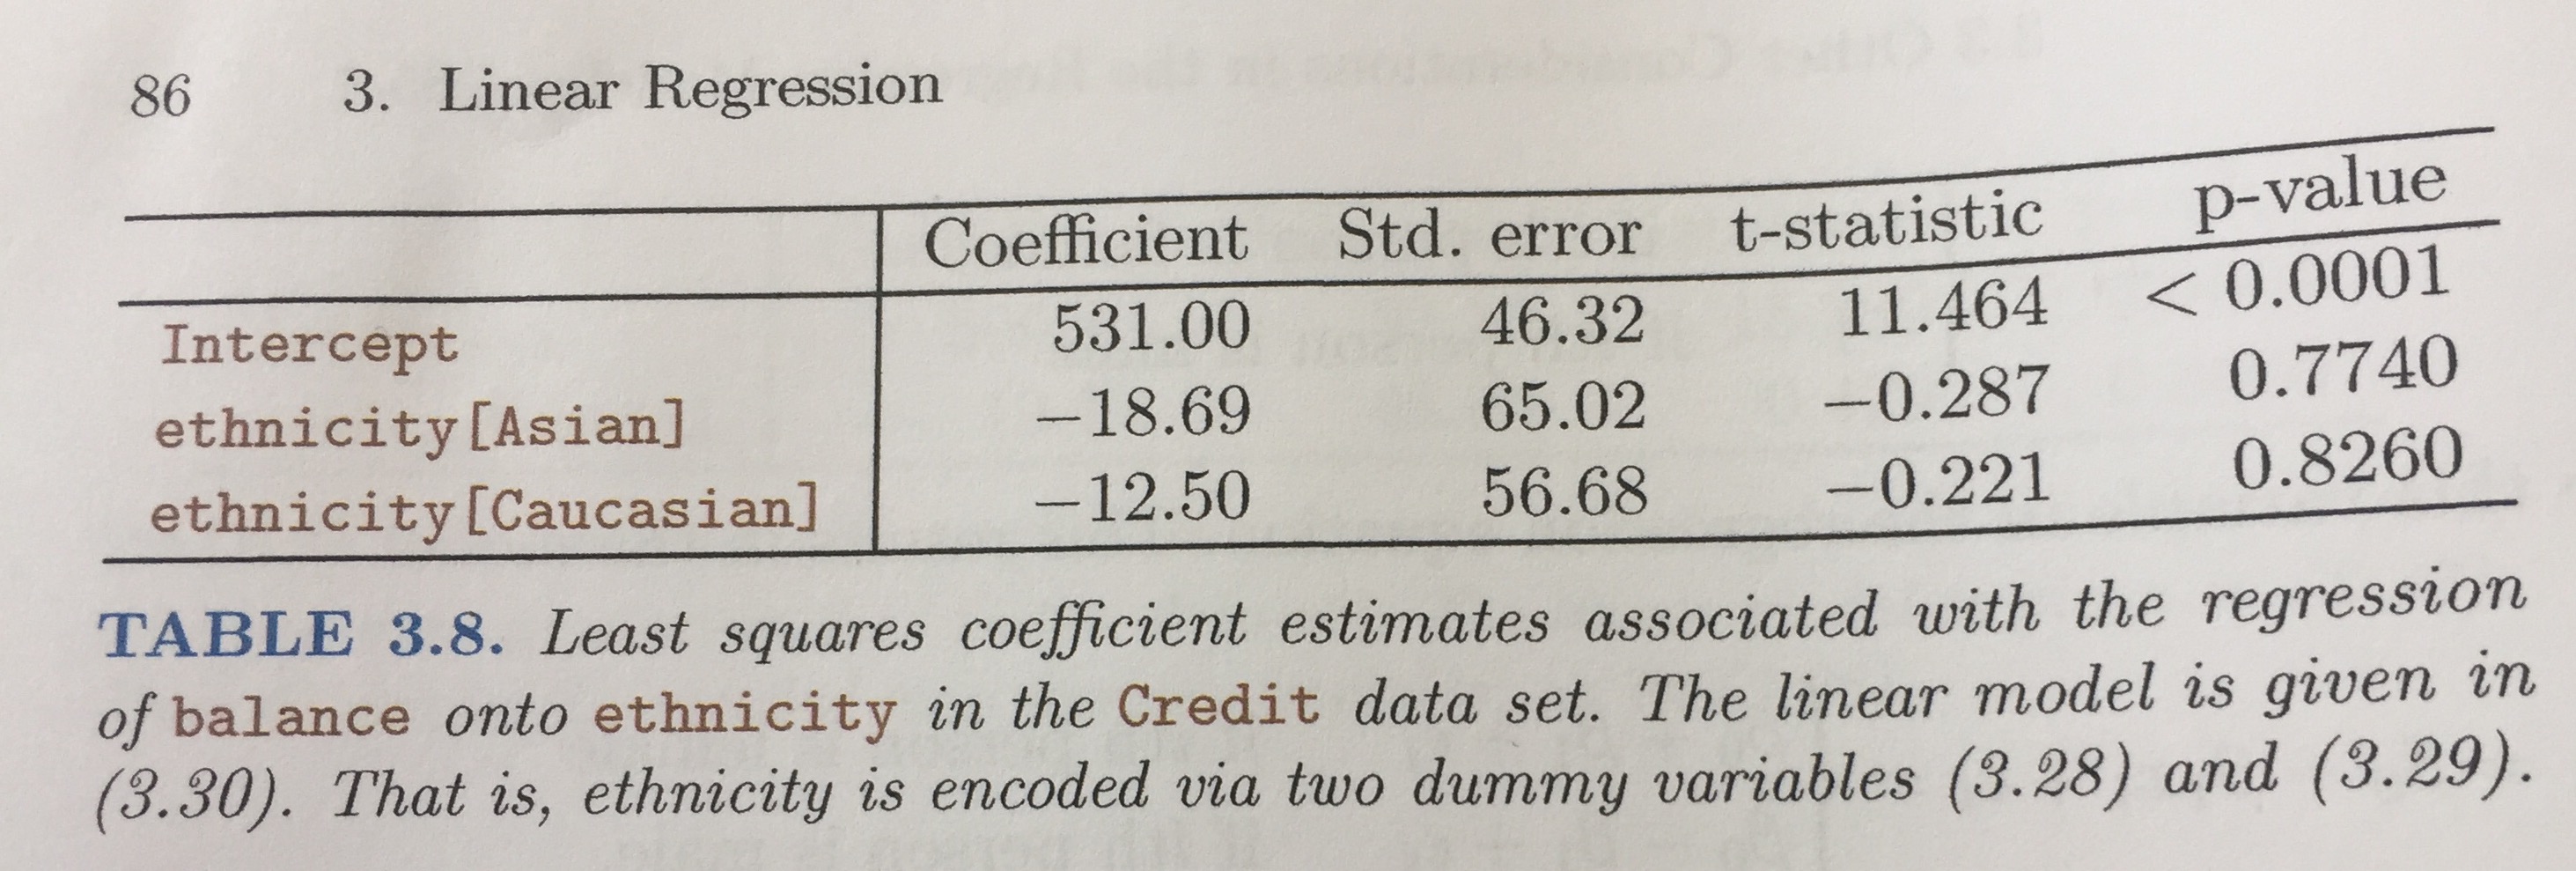 86 3. Linear Regression
Coefficient Std. error t-statistic p-value
Intercept 531.00 46.32 11.464 < 0.0001
ethnicity[Asian] −18.69 65.02 −0.287 0.7740
ethnicity[Caucasian] −12.50 56.68 −0.221 0.8260
TABLE 3.8. Least squares coefficient estimates associated with the regression
of balance onto ethnicity in the Credit data set. The linear model is given in
(3.30). That is, ethnicity is encoded via two dummy variables (3.28) and (3.29).